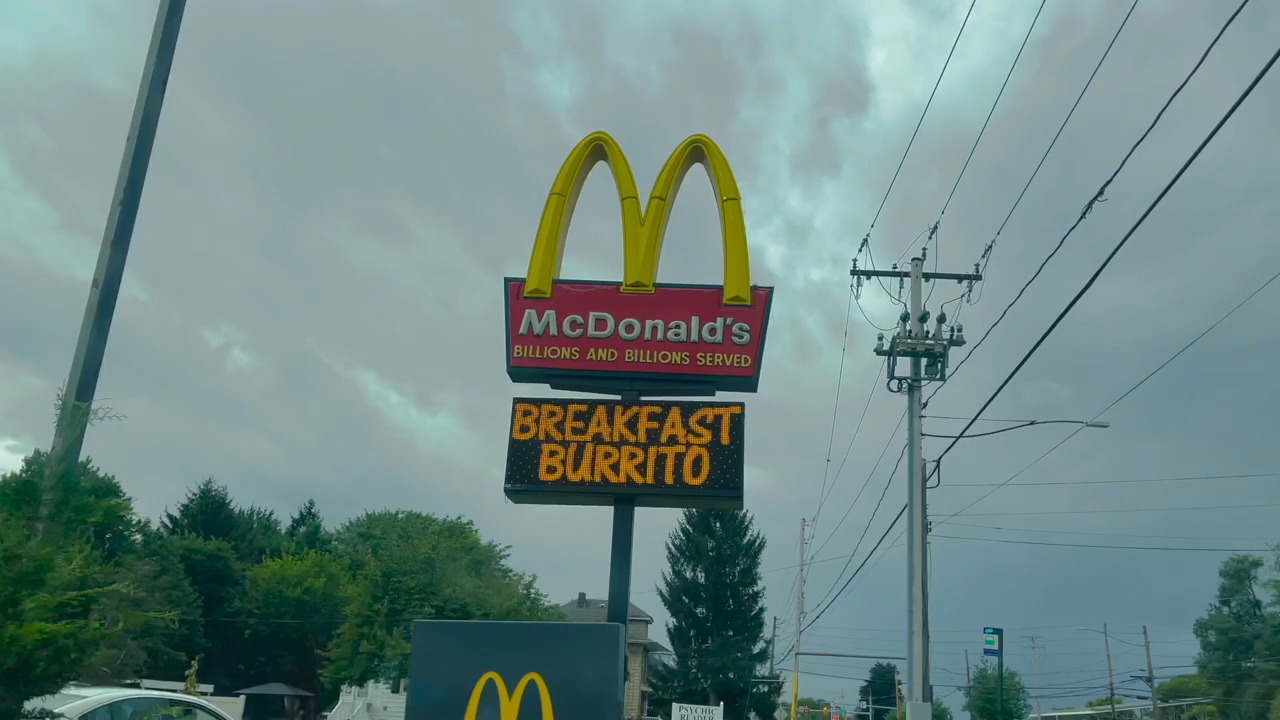 McDonald's
BILLIONS AND BILLIONS SERVED
BREAKFAST
BURRITO
PSYCHIC
READER